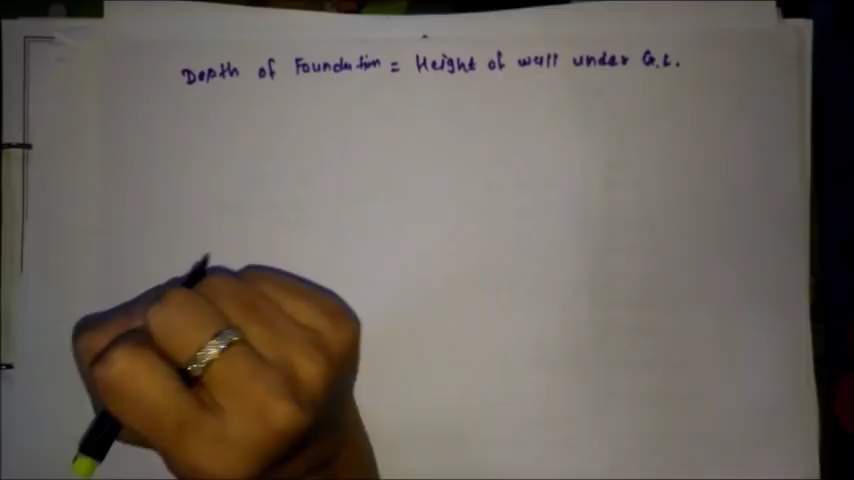 Depth of Foundation = Height of wall under G.L.